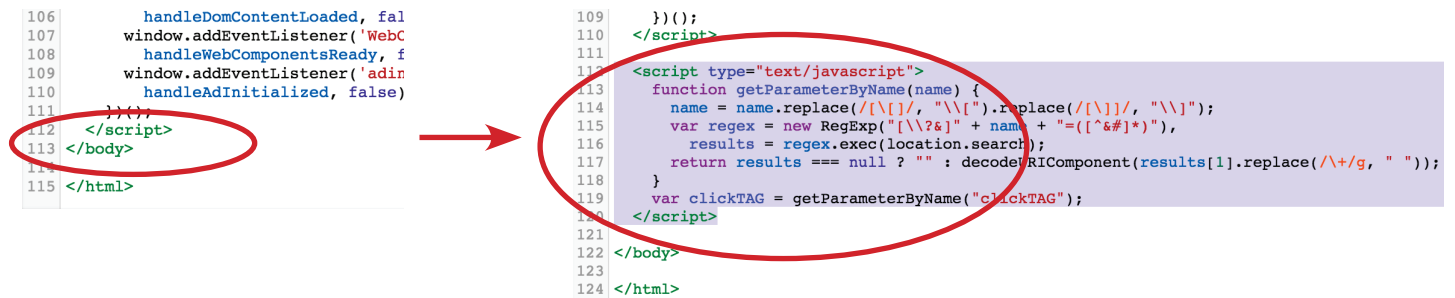 106 handleDomContentLoaded, fal
107 window.addEventListener('WebC
108 handleWebComponentsReady, f
109 window.addEventListener('adin
110 handleAdInitialized, false)
111 })();
112 </script>
113 </body>
114
115 </html>
109 })();
110 </script>
111
112 <script type="text/javascript">
113 function getParameterByName(name) {
114 name = name.replace(/[\[]/, "\\[").replace(/[\]]/, "\\]");
115 var regex = new RegExp("[\\?&]" + name + "=([^&#]*)"),
116 results = regex.exec(location.search);
117 return results === null ? "" : decodeURIComponent(results[1].replace(/\+/g, " "));
118 }
119 var clickTAG = getParameterByName("clickTAG");
120 </script>
121
122 </body>
123
124 </html>